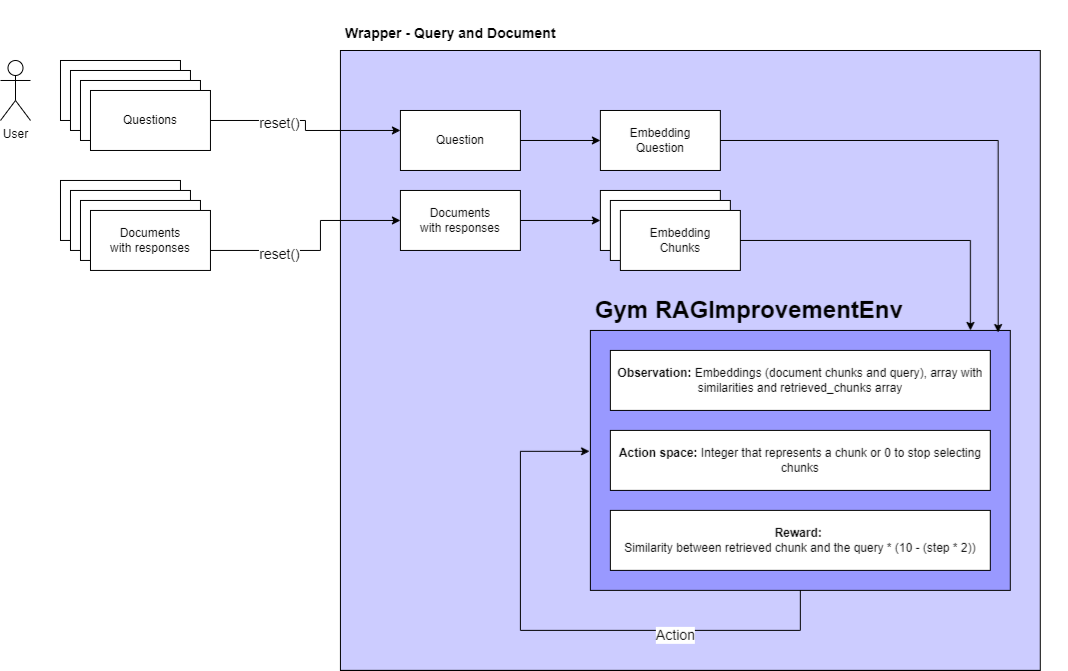 Wrapper - Query and Document
User
Questions
reset()
Question
Embedding
Question
Documents
with responses
reset()
Documents
with responses
Embedding
Chunks
Gym RAGImprovementEnv
Observation: Embeddings (document chunks and query), array with
similarities and retrieved_chunks array
Action space: Integer that represents a chunk or 0 to stop selecting
chunks
Reward:
Similarity between retrieved chunk and the query * (10 - (step * 2))
Action